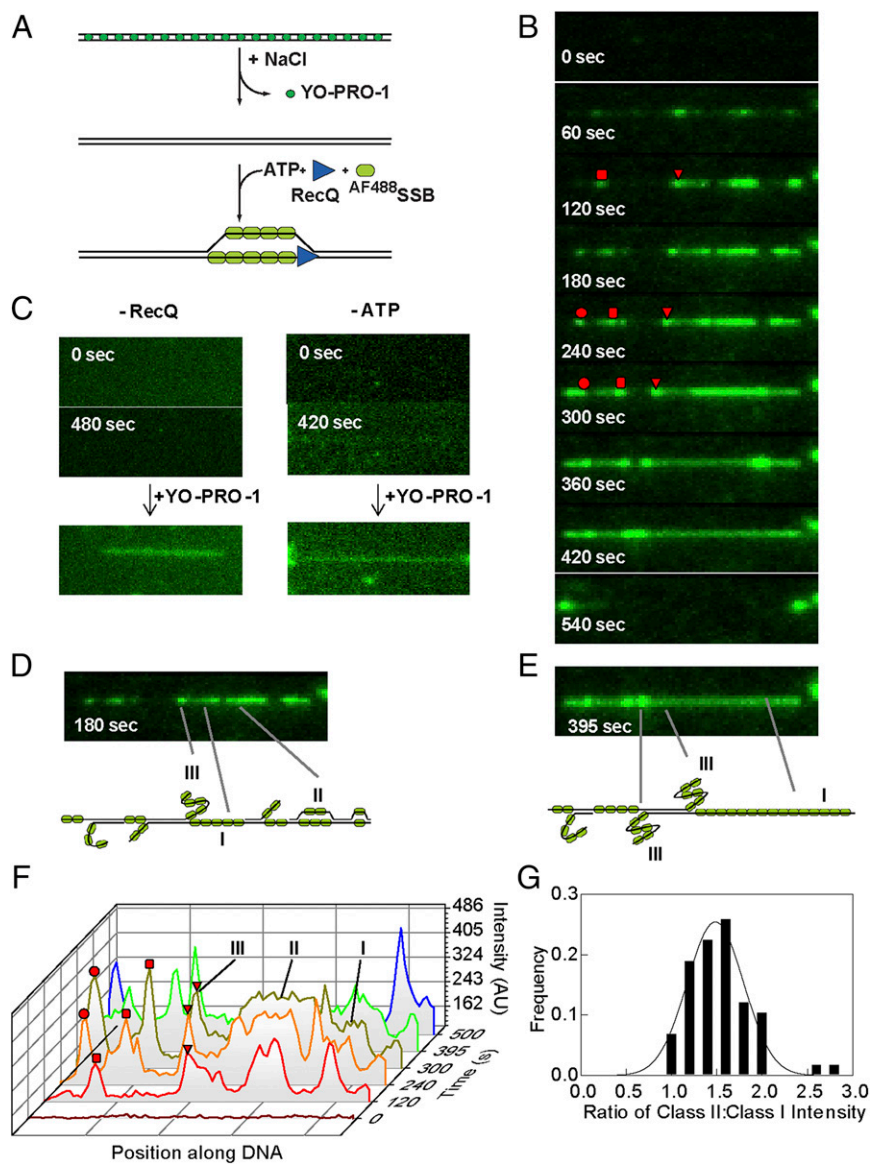 A
+ NaCl
YO-PRO-1
ATP+ +
RecQ AF488SSB
B
0 sec
60 sec
120 sec
180 sec
240 sec
300 sec
360 sec
420 sec
540 sec
C
-RecQ
-ATP
0 sec
0 sec
480 sec
420 sec
+YO-PRO-1
+YO-PRO-1
D
180 sec
III
II
I
E
395 sec
III
I
III
F
486
405
324
243
162
Intensity (AU)
III
II
I
500
395
300
240
120
0
Time (s)
Position along DNA
G
0.3
0.2
0.1
0.0
Frequency
0.0 0.5 1.0 1.5 2.0 2.5 3.0
Ratio of Class II:Class I Intensity